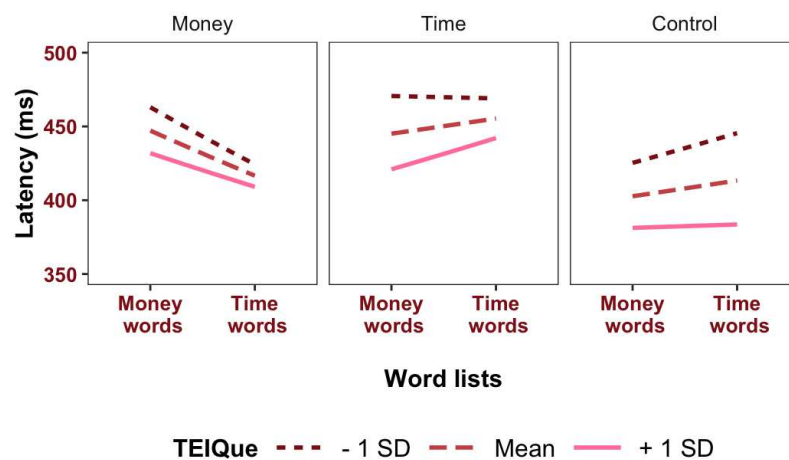 Money Time Control
500
450
400
350
Latency (ms)
Money words Time words Money words Time words Money words Time words
Word lists
TEIQue - 1 SD Mean + 1 SD